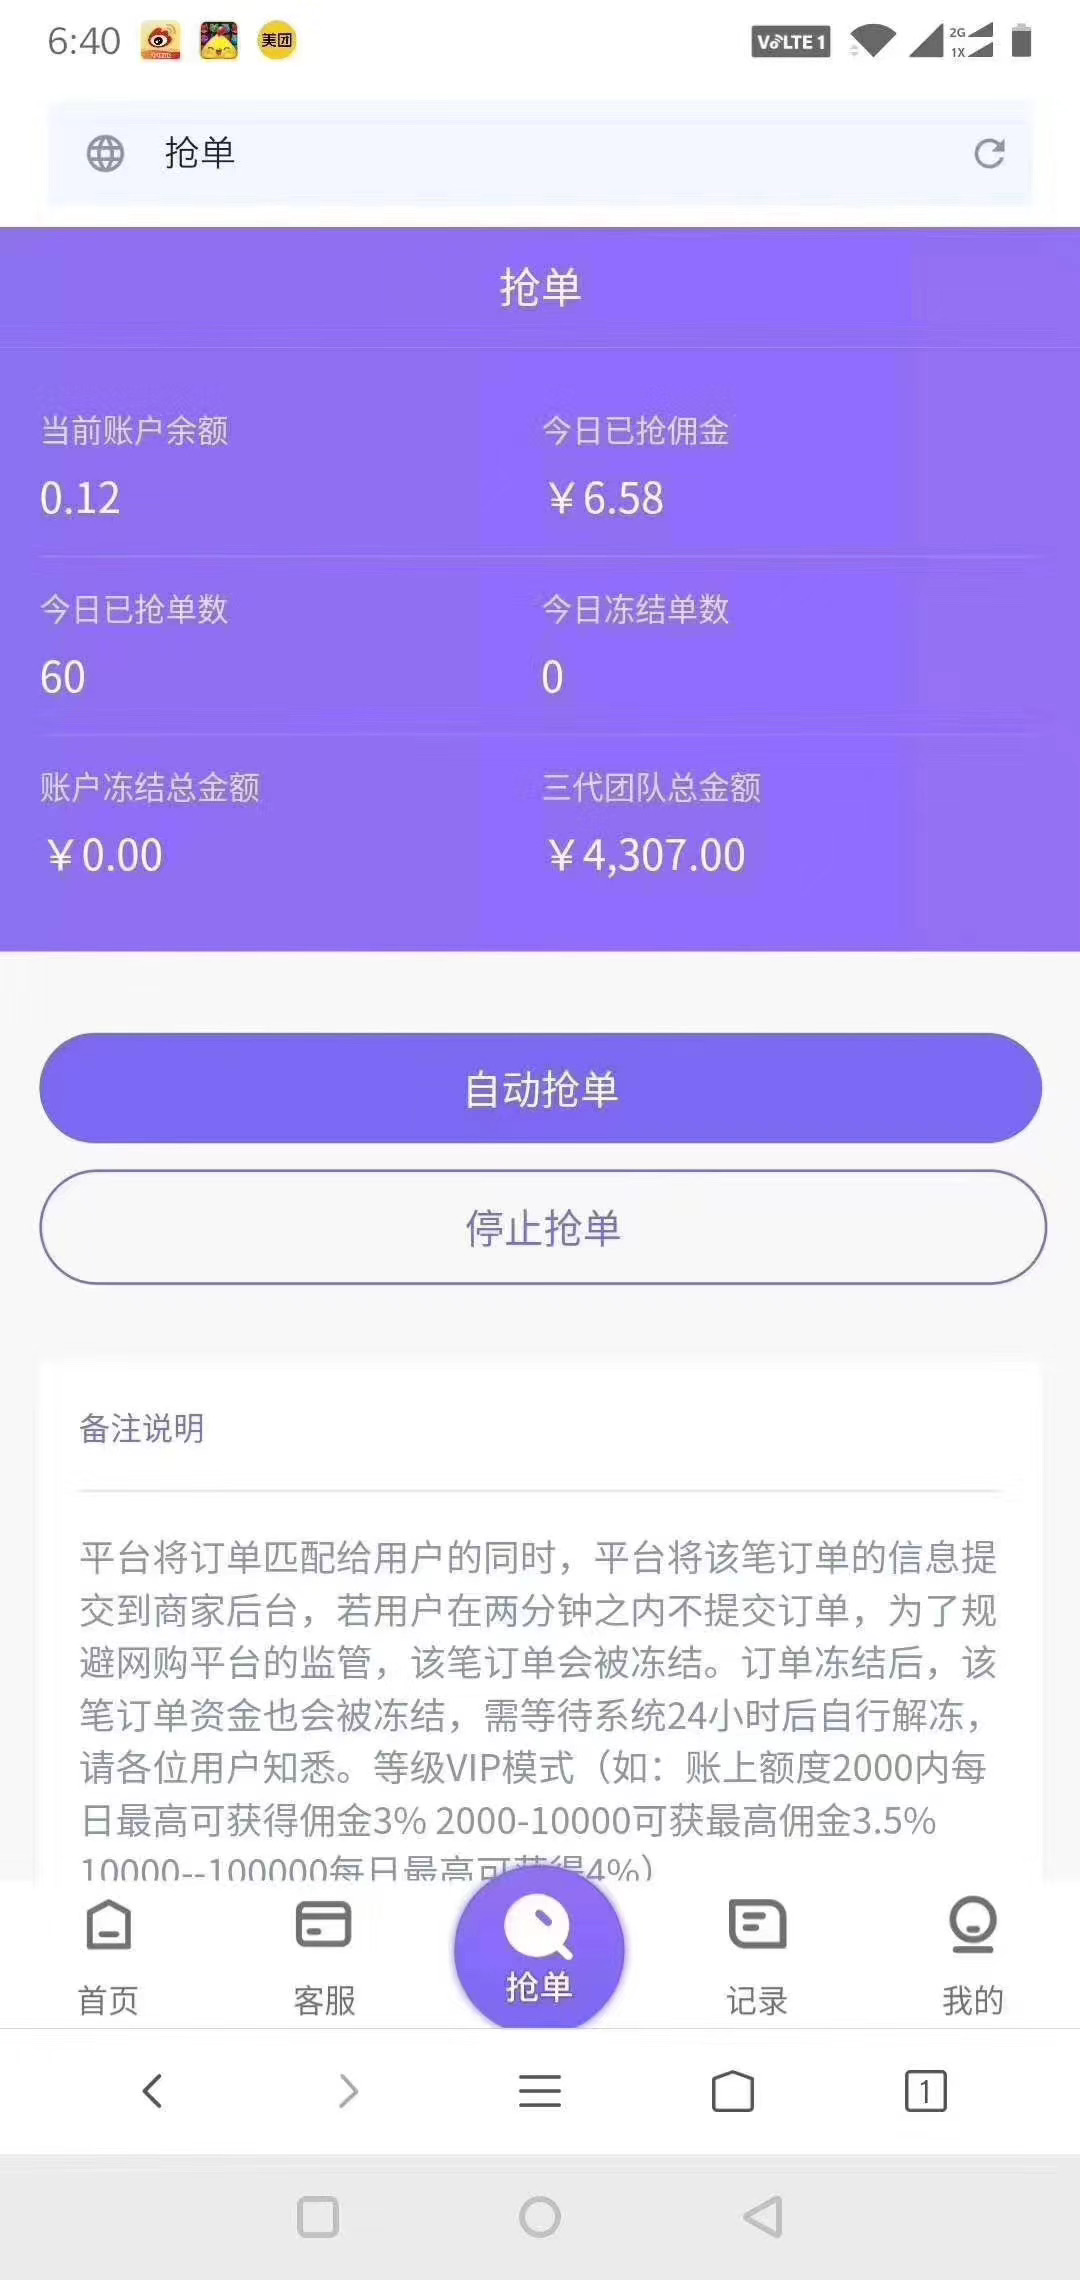 6:40
美团
VoLTE 1
2G
1X
抢单
抢单
当前账户余额
今日已抢佣金
0.12
￥6.58
今日已抢单数
今日冻结单数
60
0
账户冻结总金额
三代团队总金额
￥0.00
￥4,307.00
自动抢单
停止抢单
备注说明
平台将订单匹配给用户的同时，平台将该笔订单的信息提
交到商家后台，若用户在两分钟之内不提交订单，为了规
避网购平台的监管，该笔订单会被冻结。订单冻结后，该
笔订单资金也会被冻结，需等待系统24小时后自行解冻，
请各位用户知悉。等级VIP模式（如：账上额度2000内每
日最高可获得佣金3% 2000-10000可获最高佣金3.5%
10000--100000每日最高可获得4%）
首页
客服
抢单
记录
我的
1